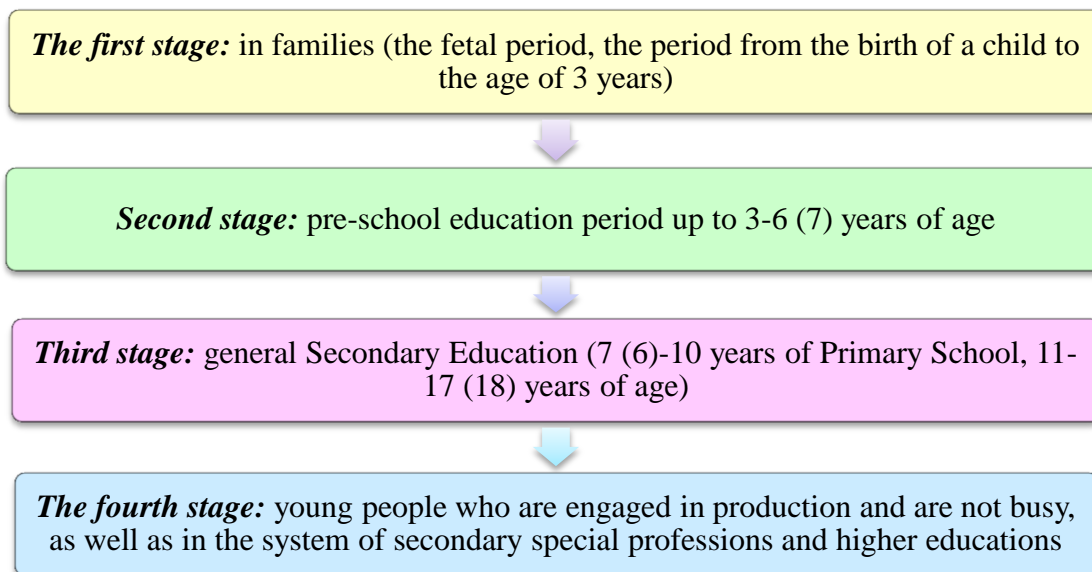 The first stage: in families (the fetal period, the period from the birth of a child to
the age of 3 years)
Second stage: pre-school education period up to 3-6 (7) years of age
Third stage: general Secondary Education (7 (6)-10 years of Primary School, 11-
17 (18) years of age)
The fourth stage: young people who are engaged in production and are not busy,
as well as in the system of secondary special professions and higher educations